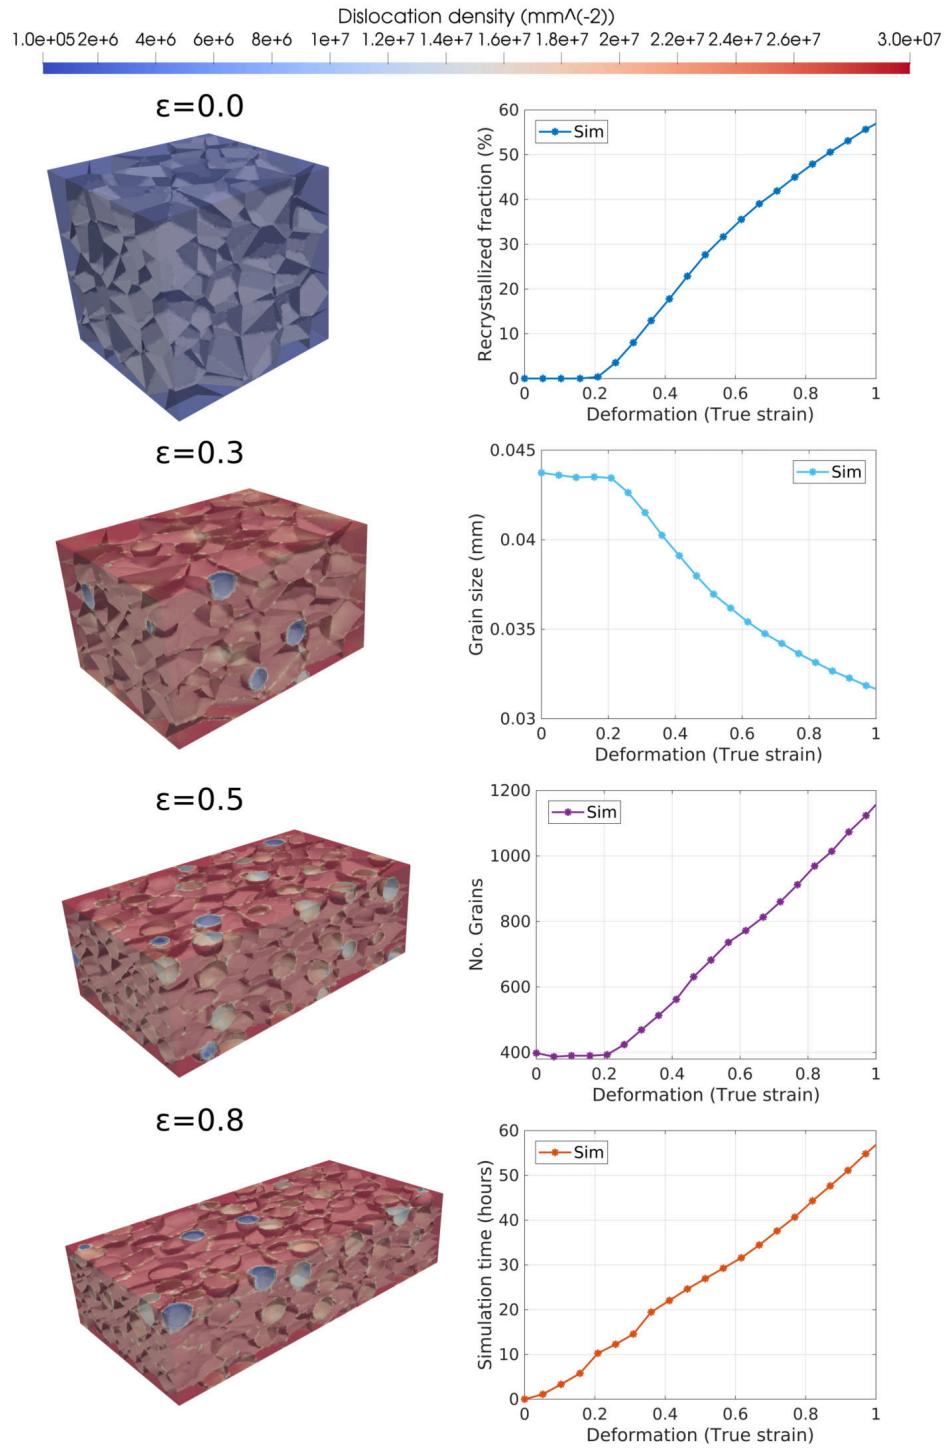 Dislocation density (mm^(-2))
1.0e+05 2e+6 4e+6 6e+6 8e+6 1e+7 1.2e+7 1.4e+7 1.6e+7 1.8e+7 2e+7 2.2e+7 2.4e+7 2.6e+7 3.0e+07
ε=0.0
60
50
40
30
20
10
0
Recrystallized fraction (%)
Sim
0 0.2 0.4 0.6 0.8 1
Deformation (True strain)
ε=0.3
0.045
0.04
0.035
0.03
Grain size (mm)
Sim
0 0.2 0.4 0.6 0.8 1
Deformation (True strain)
ε=0.5
1200
1000
800
600
400
No. Grains
Sim
0 0.2 0.4 0.6 0.8 1
Deformation (True strain)
ε=0.8
60
50
40
30
20
10
0
Simulation time (hours)
Sim
0 0.2 0.4 0.6 0.8 1
Deformation (True strain)